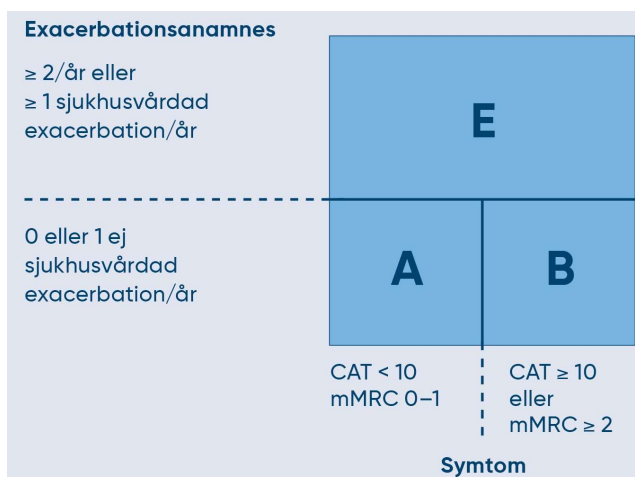 Exacerbationsanamnes
≥ 2/år eller
≥ 1 sjukhusvårdad
exacerbation/år
E
0 eller 1 ej
sjukhusvårdad
exacerbation/år
A
B
CAT < 10
mMRC 0–1
CAT ≥ 10
eller
mMRC ≥ 2
Symtom